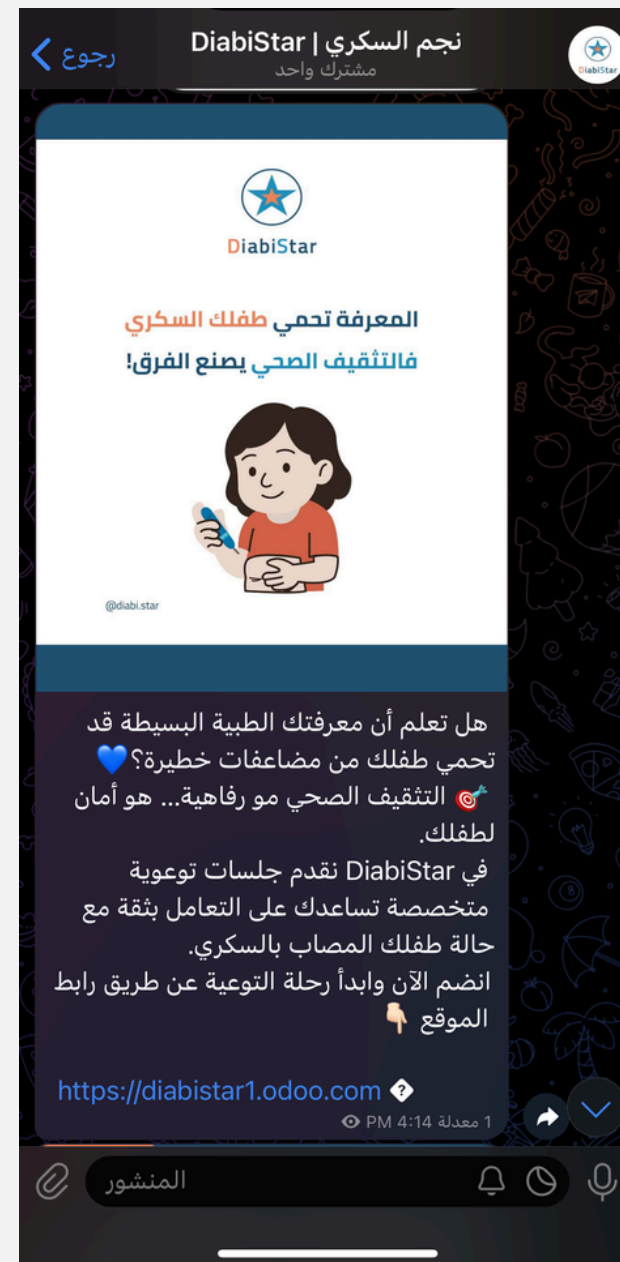 نجم السكري | DiabiStar
مشترك واحد
رجوع
DiabiStar
DiabiStar
المعرفة تحمي طفلك السكري
فالتثقيف الصحي يصنع الفرق!
@diabi.star
هل تعلم أن معرفتك الطبية البسيطة قد
تحمي طفلك من مضاعفات خطيرة؟💙
🎯 التثقيف الصحي مو رفاهية... هو أمان
لطفلك.
في DiabiStar نقدم جلسات توعوية
متخصصة تساعدك على التعامل بثقة مع
حالة طفلك المصاب بالسكري.
انضم الآن وابدأ رحلة التوعية عن طريق رابط
الموقع 👇🏻
https://diabistar1.odoo.com
1 معدلة 4:14 PM
المنشور